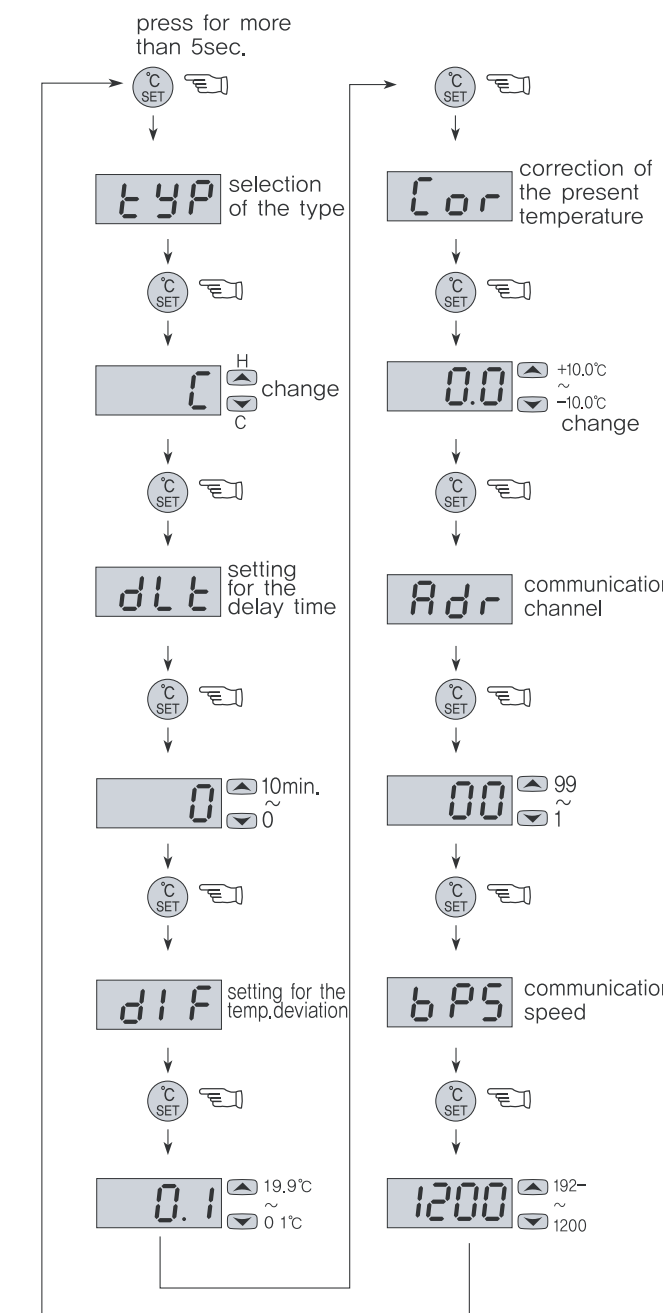 press for more
than 5sec.
°C
SET
typ
selection
of the type
°C
SET
C
H
change
C
°C
SET
dLt
setting
for the
delay time
°C
SET
0
10min.
~
0
°C
SET
dIF
setting for the
temp.deviation
°C
SET
0.1
19.9°C
~
0 1°C
°C
SET
Cor
correction of
the present
temperature
°C
SET
0.0
+10.0°C
~
-10.0°C
change
°C
SET
Adr
communication
channel
°C
SET
00
99
~
1
°C
SET
bPS
communication
speed
°C
SET
1200
192-
~
1200